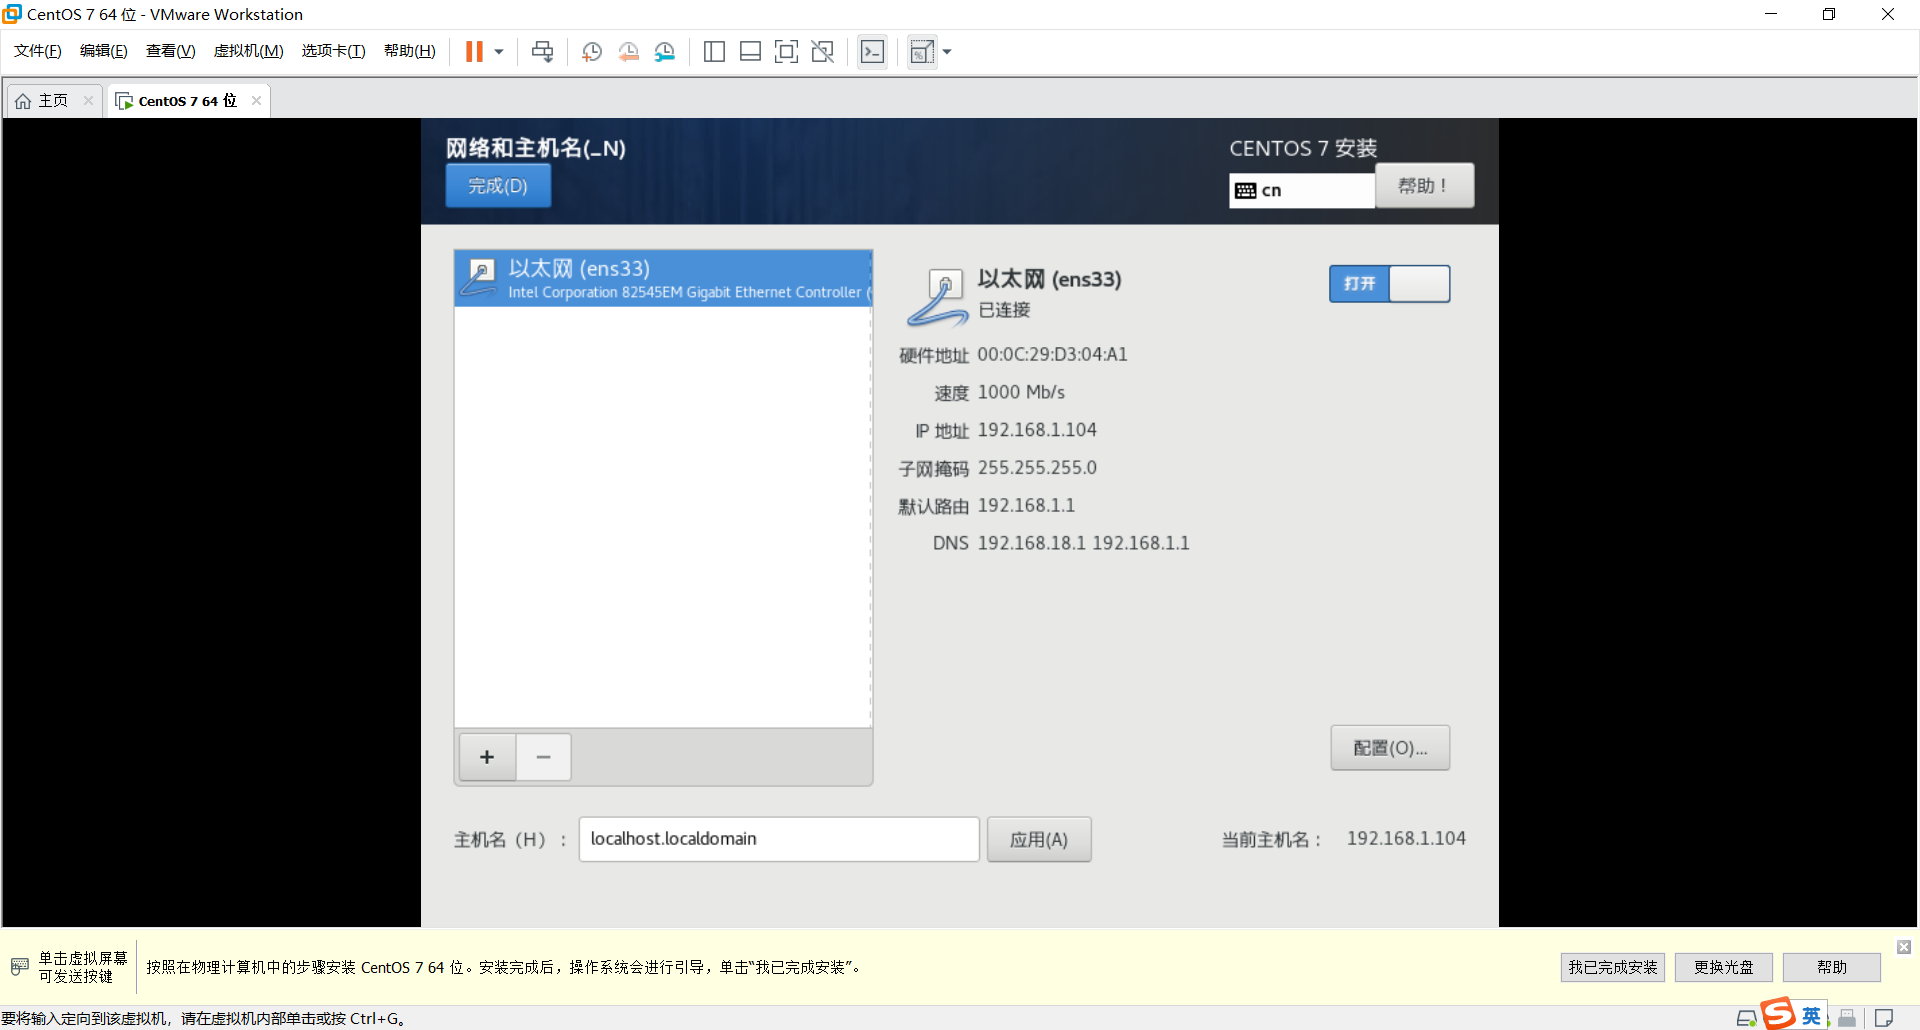 CentOS 7 64 位 - VMware Workstation
文件(F) 编辑(E) 查看(V) 虚拟机(M) 选项卡(T) 帮助(H)
主页
CentOS 7 64 位
网络和主机名(_N)
完成(D)
CENTOS 7 安装
cn
帮助！
以太网 (ens33)
Intel Corporation 82545EM Gigabit Ethernet Controller (
以太网 (ens33)
已连接
打开
硬件地址 00:0C:29:D3:04:A1
速度 1000 Mb/s
IP 地址 192.168.1.104
子网掩码 255.255.255.0
默认路由 192.168.1.1
DNS 192.168.18.1 192.168.1.1
+ −
配置(O)...
主机名（H）： localhost.localdomain 应用(A) 当前主机名： 192.168.1.104
单击虚拟屏幕
可发送按键
按照在物理计算机中的步骤安装 CentOS 7 64 位。安装完成后，操作系统会进行引导，单击“我已完成安装”。
我已完成安装 更换光盘 帮助
要将输入定向到该虚拟机，请在虚拟机内部单击或按 Ctrl+G。
S 英